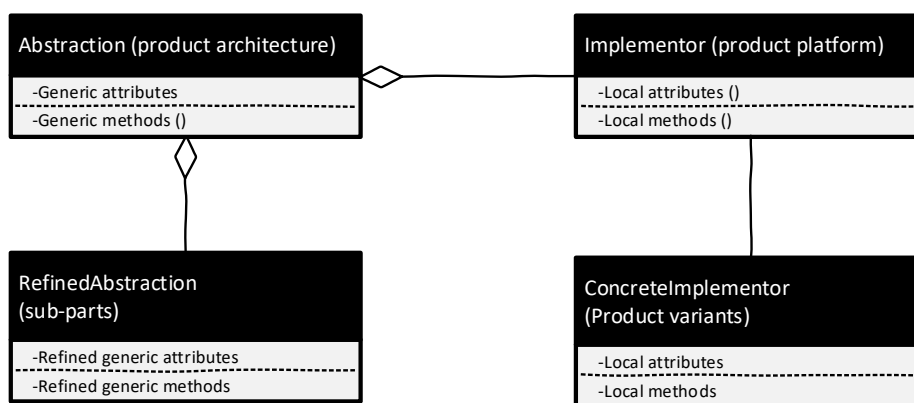 Abstraction (product architecture)
-Generic attributes
-Generic methods ()
Implementor (product platform)
-Local attributes ()
-Local methods ()
RefinedAbstraction
(sub-parts)
-Refined generic attributes
-Refined generic methods
ConcreteImplementor
(Product variants)
-Local attributes
-Local methods